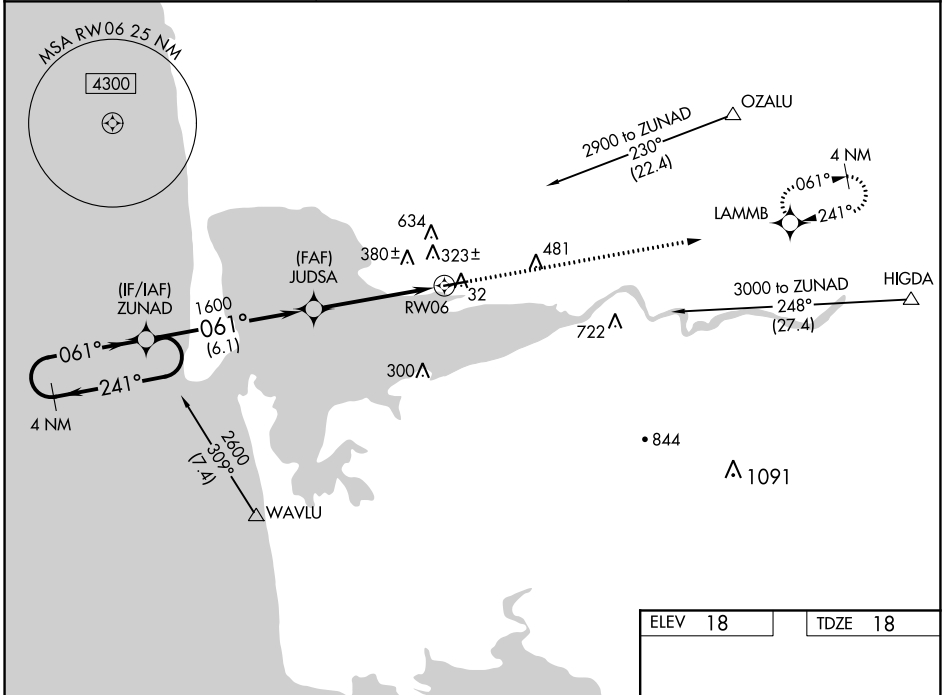 MSA RW06 25 NM
4300
OZALU
2900 to ZUNAD
230°
(22.4)
4 NM
061°
241°
LAMMB
634
380±
323±
481
32
RW06
(FAF)
JUDSA
(IF/IAF)
ZUNAD
1600
061°
(6.1)
HIGDA
3000 to ZUNAD
248°
(27.4)
722
061°
241°
4 NM
300
2600
309°
(7.4)
WAVLU
844
1091
ELEV 18
TDZE 18